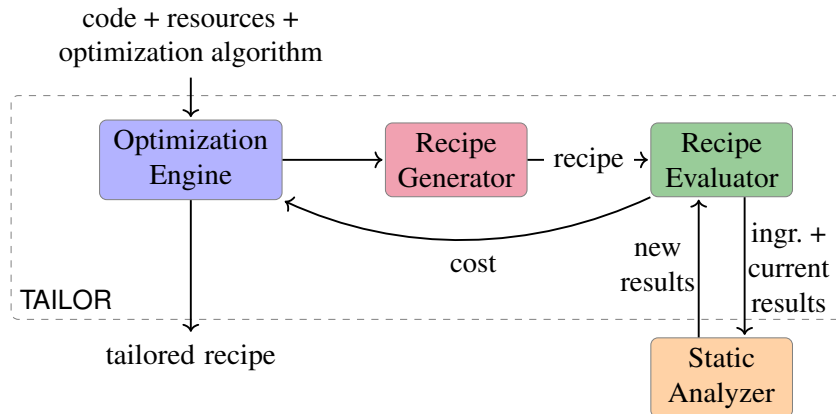 code + resources +
optimization algorithm
Optimization
Engine
Recipe
Generator
recipe
Recipe
Evaluator
cost
new
results
ingr. +
current
results
TAILOR
tailored recipe
Static
Analyzer